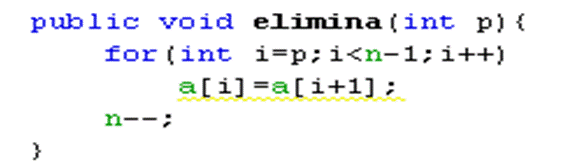 public void elimina(int p){
for(int i=p;i<n-1;i++)
a[i]=a[i+1];
n--;
}